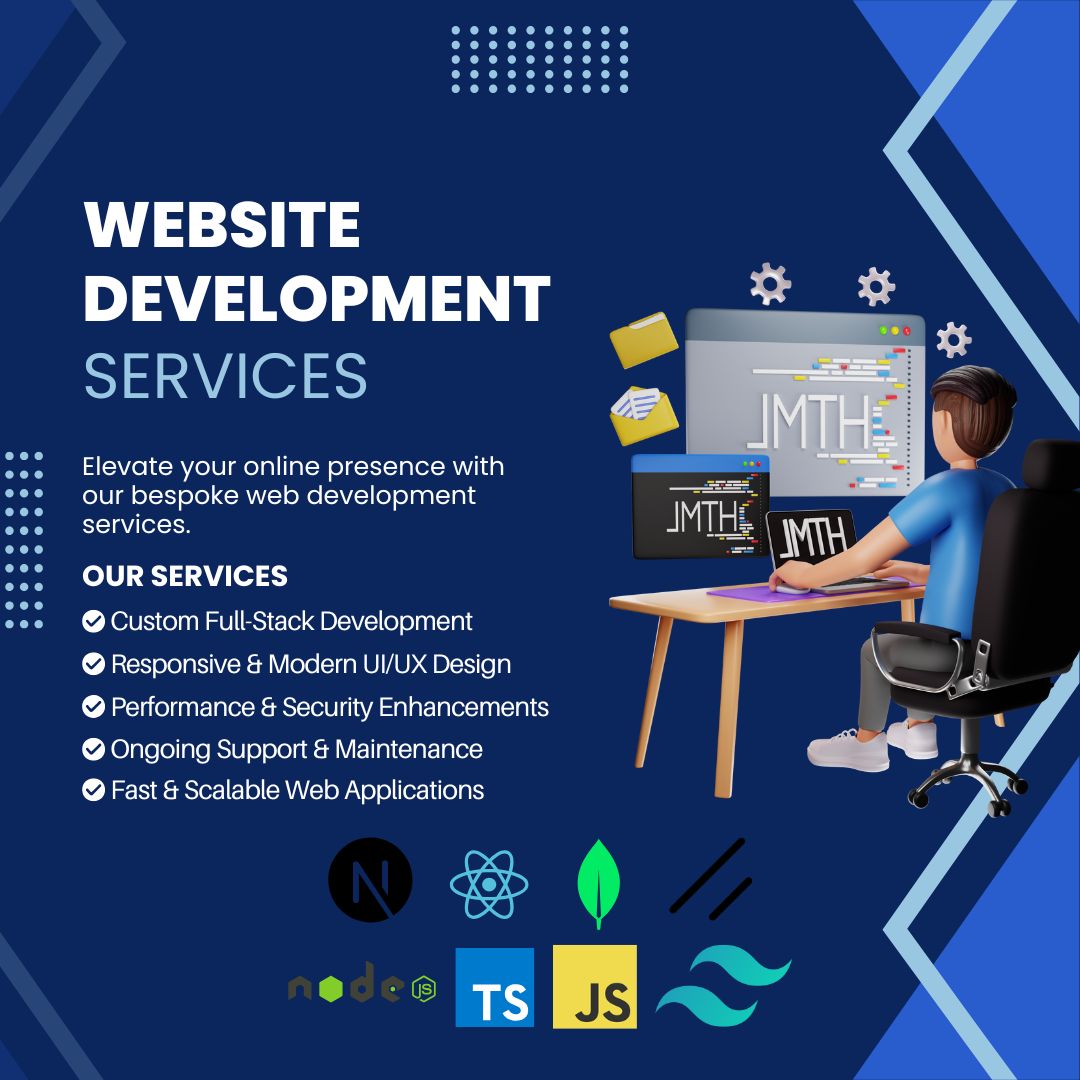 WEBSITE
DEVELOPMENT
SERVICES
Elevate your online presence with
our bespoke web development
services.
OUR SERVICES
Custom Full-Stack Development
Responsive & Modern UI/UX Design
Performance & Security Enhancements
Ongoing Support & Maintenance
Fast & Scalable Web Applications
JMTH
JMTH
JMTH
N
node JS
TS
JS